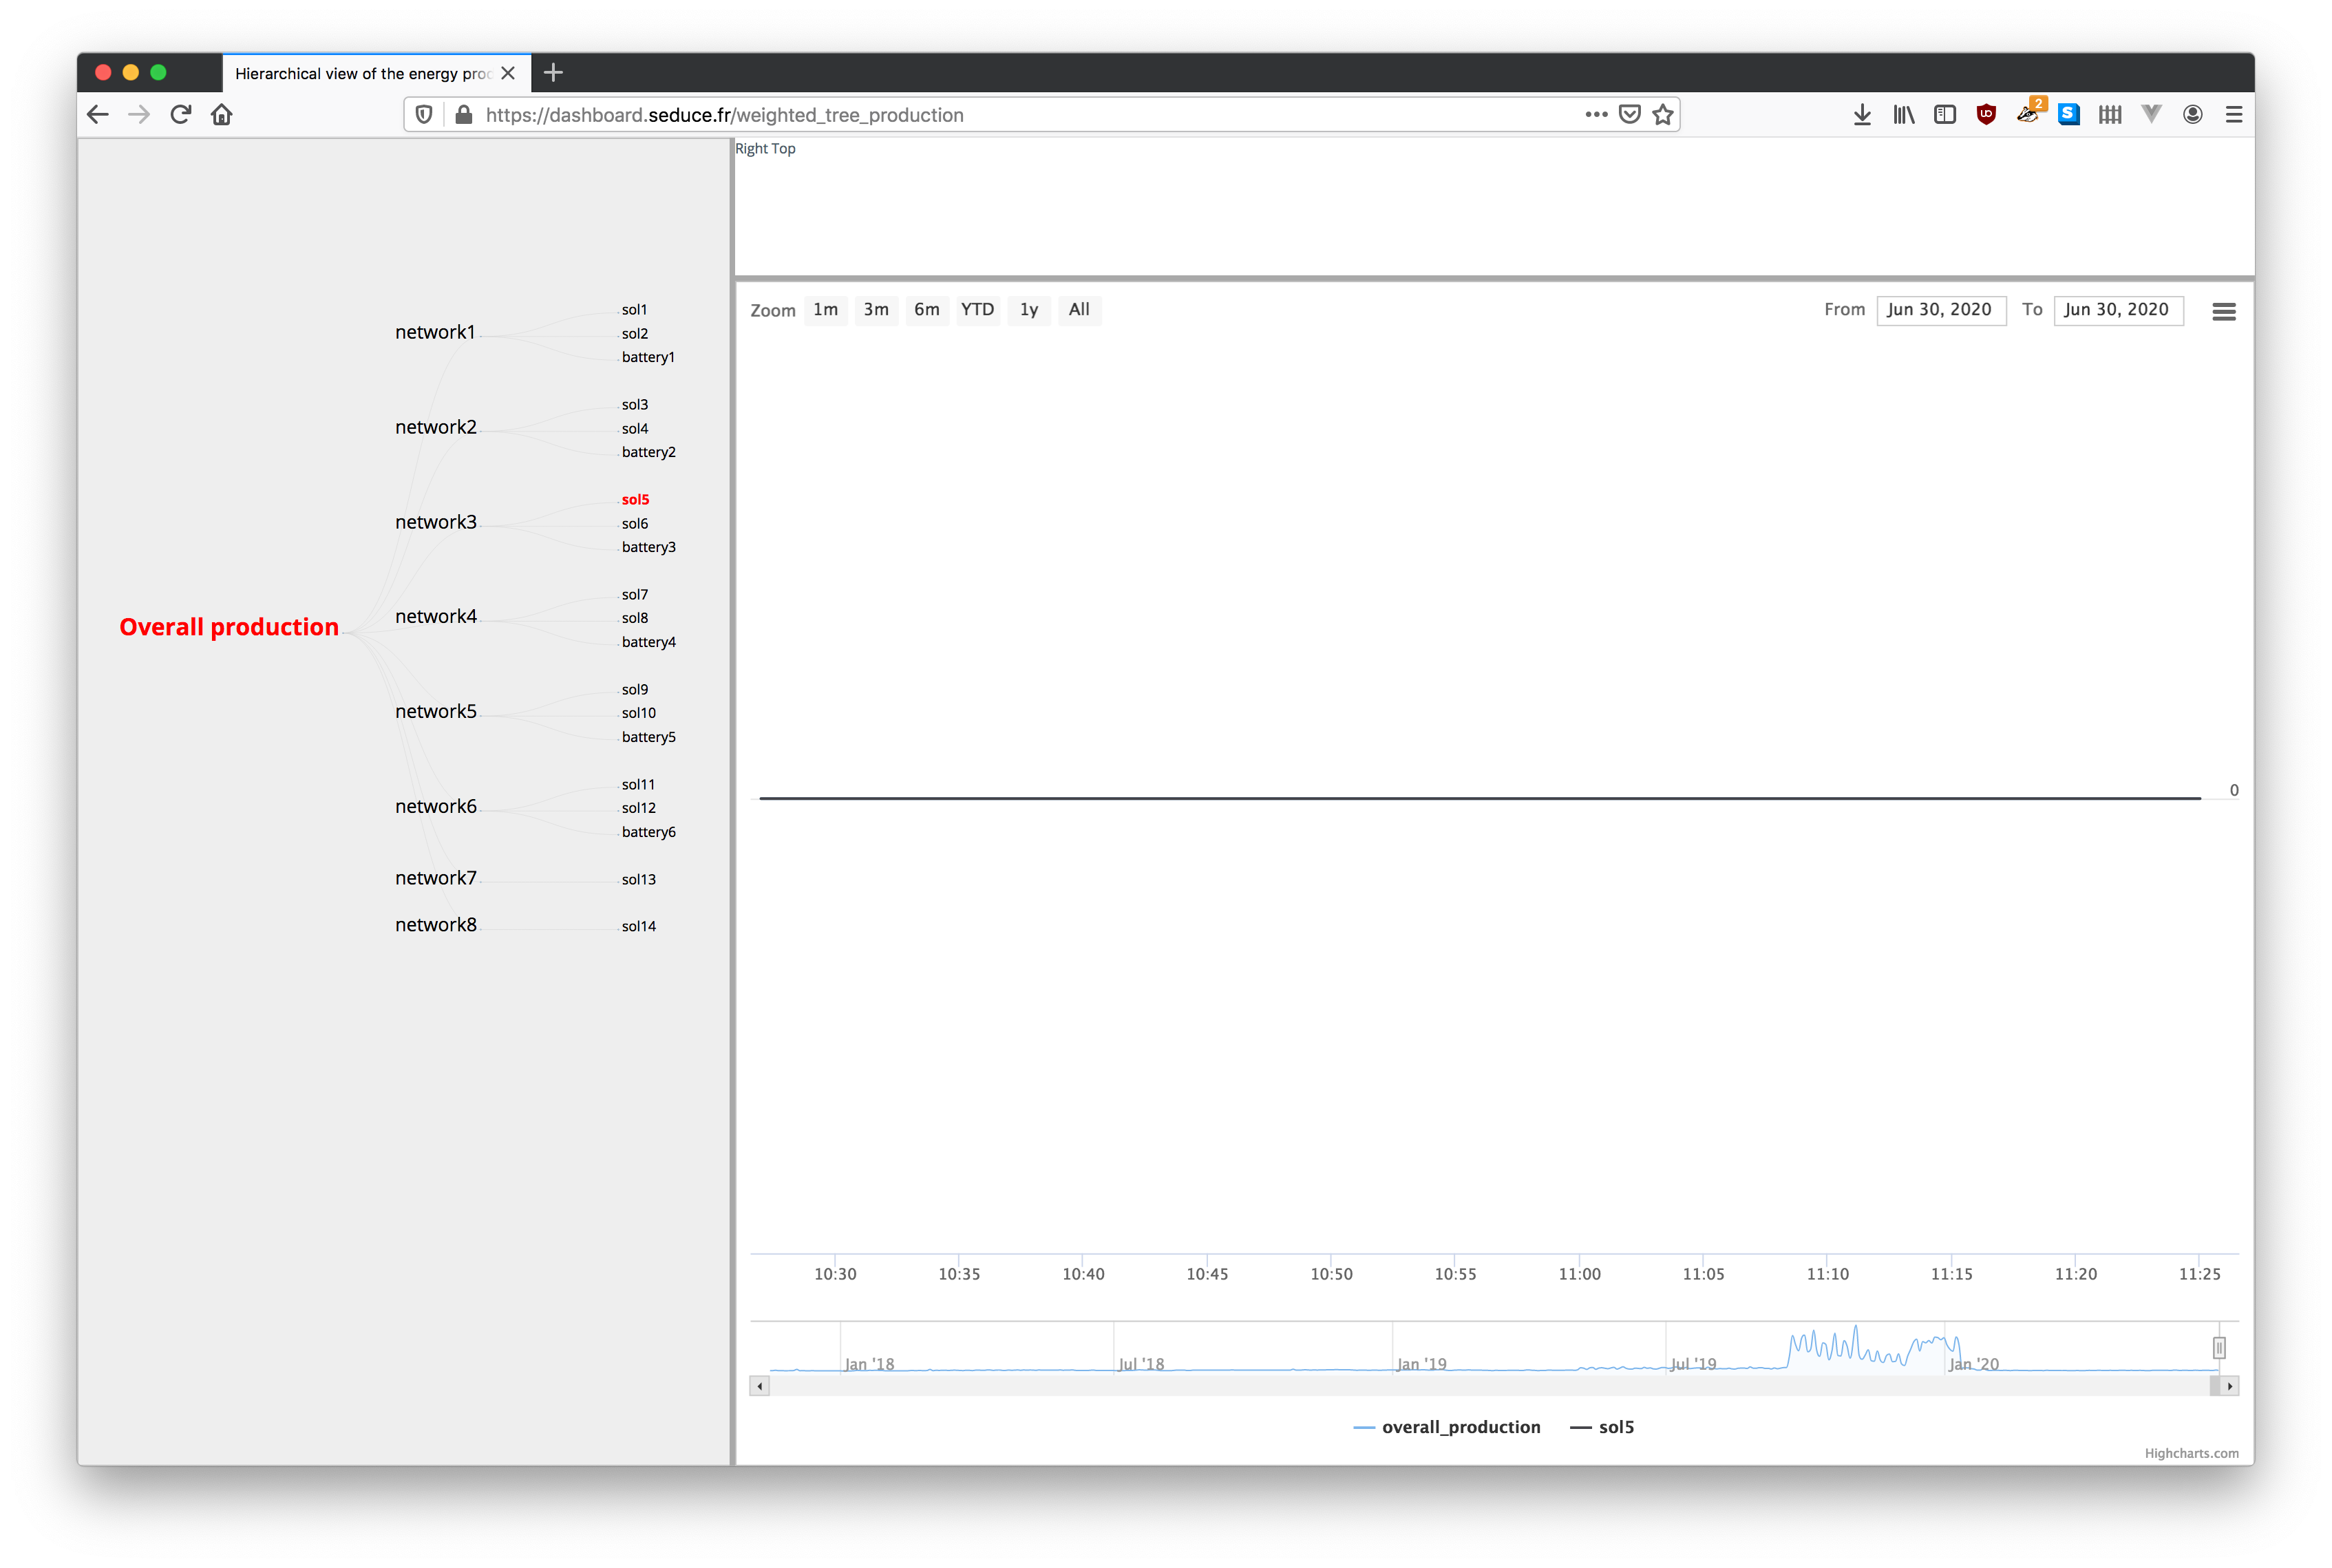 Hierarchical view of the energy proc
https://dashboard.seduce.fr/weighted_tree_production
2
S
Right Top
Overall production
network1
sol1
sol2
battery1
network2
sol3
sol4
battery2
network3
sol5
sol6
battery3
network4
sol7
sol8
battery4
network5
sol9
sol10
battery5
network6
sol11
sol12
battery6
network7
sol13
network8
sol14
Zoom 1m 3m 6m YTD 1y All
From Jun 30, 2020 To Jun 30, 2020
0
10:30 10:35 10:40 10:45 10:50 10:55 11:00 11:05 11:10 11:15 11:20 11:25
Jan '18 Jul '18 Jan '19 Jul '19 Jan '20
overall_production sol5
Highcharts.com